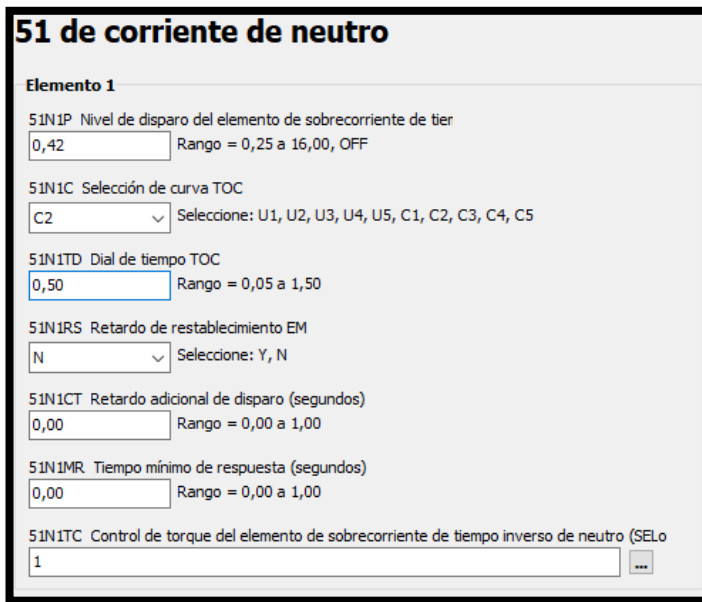 51 de corriente de neutro
Elemento 1
51N1P Nivel de disparo del elemento de sobrecorriente de tier
0,42 Rango = 0,25 a 16,00, OFF
51N1C Selección de curva TOC
C2 Seleccione: U1, U2, U3, U4, U5, C1, C2, C3, C4, C5
51N1TD Dial de tiempo TOC
0,50 Rango = 0,05 a 1,50
51N1RS Retardo de restablecimiento EM
N Seleccione: Y, N
51N1CT Retardo adicional de disparo (segundos)
0,00 Rango = 0,00 a 1,00
51N1MR Tiempo mínimo de respuesta (segundos)
0,00 Rango = 0,00 a 1,00
51N1TC Control de torque del elemento de sobrecorriente de tiempo inverso de neutro (SELo
1 ...